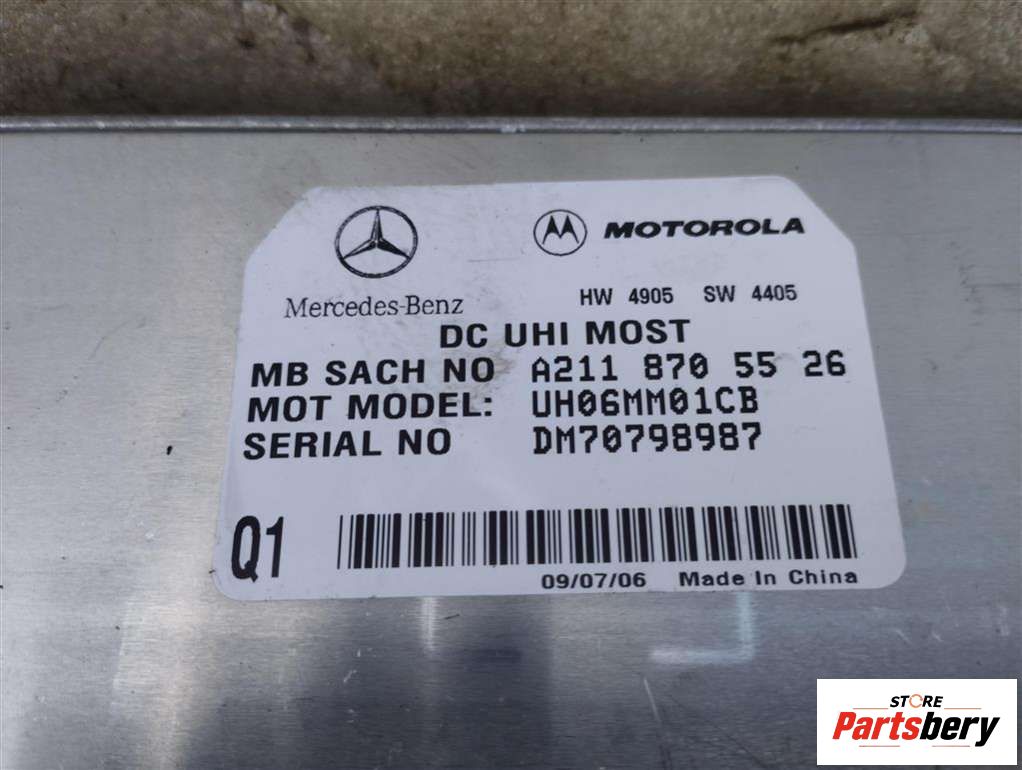 MOTOROLA
Mercedes-Benz
HW 4905 SW 4405
DC UHI MOST
MB SACH NO A211 870 55 26
MOT MODEL: UH06MM01CB
SERIAL NO DM70798987
Q1
09/07/06 Made In China
STORE
Partsbery